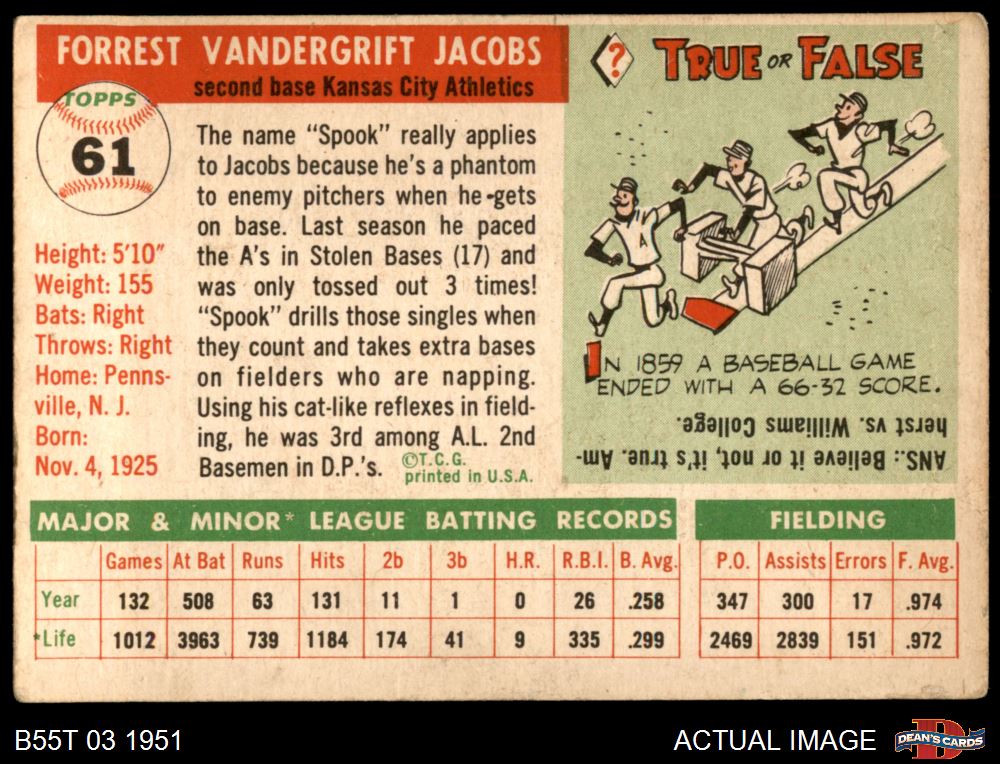 FORREST VANDERGRIFT JACOBS
second base Kansas City Athletics
TOPPS
61
Height: 5'10"
Weight: 155
Bats: Right
Throws: Right
Home: Penns-
ville, N. J.
Born:
Nov. 4, 1925
The name "Spook" really applies
to Jacobs because he's a phantom
to enemy pitchers when he gets
on base. Last season he paced
the A's in Stolen Bases (17) and
was only tossed out 3 times!
"Spook" drills those singles when
they count and takes extra bases
on fielders who are napping.
Using his cat-like reflexes in field-
ing, he was 3rd among A.L. 2nd
Basemen in D.P.'s.
©T.C.G.
printed in U.S.A.
?
TRUE OR FALSE
A
IN 1859 A BASEBALL GAME
ENDED WITH A 66-32 SCORE.
ANS.: Believe it or not, it's true. Am-
herst vs. Williams College.
MAJOR & MINOR* LEAGUE BATTING RECORDS
FIELDING
Games At Bat Runs Hits 2b 3b H.R. R.B.I. B. Avg. P.O. Assists Errors F. Avg.
Year 132 508 63 131 11 1 0 26 .258 347 300 17 .974
*Life 1012 3963 739 1184 174 41 9 335 .299 2469 2839 151 .972
B55T 03 1951
ACTUAL IMAGE
DEAN'S CARDS